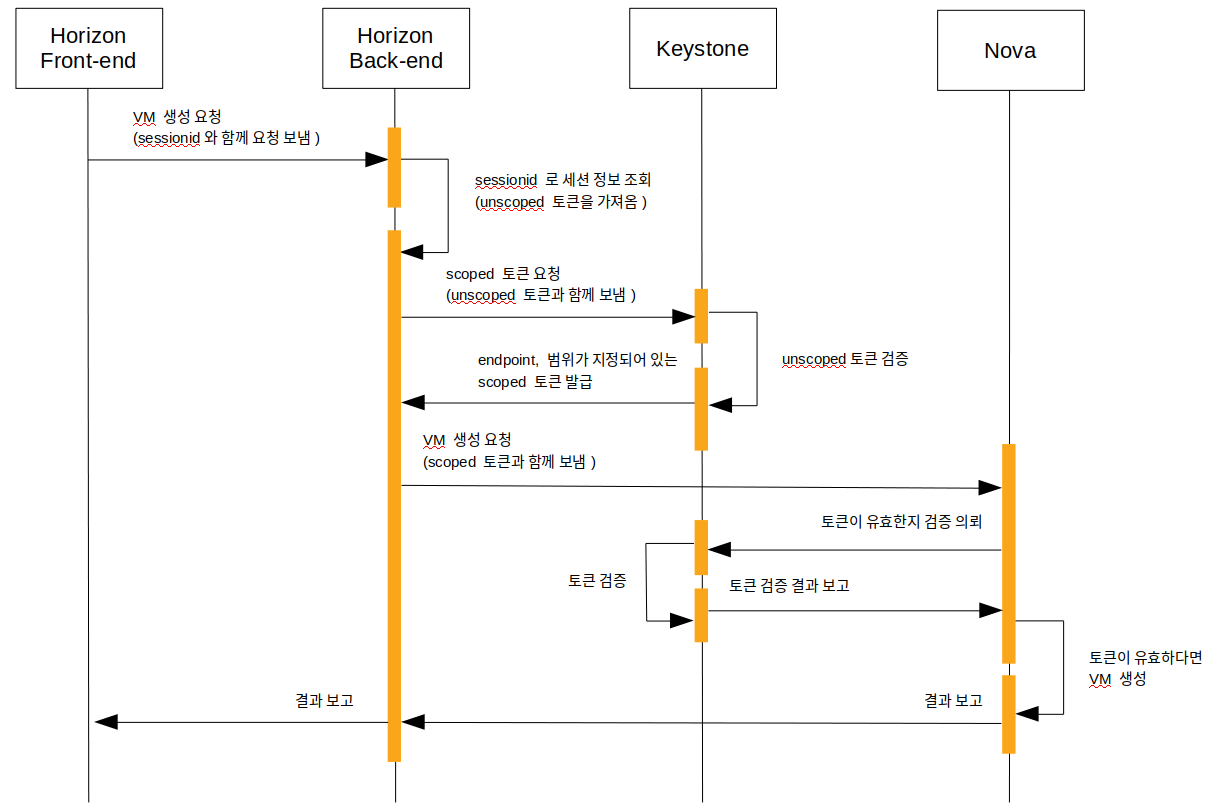 Horizon
Front-end
Horizon
Back-end
Keystone
Nova
VM 생성 요청
(sessionid 와 함께 요청 보냄 )
sessionid 로 세션 정보 조회
(unscoped 토큰을 가져옴 )
scoped 토큰 요청
(unscoped 토큰과 함께 보냄 )
endpoint, 범위가 지정되어 있는
scoped 토큰 발급
unscoped 토큰 검증
VM 생성 요청
(scoped 토큰과 함께 보냄 )
토큰이 유효한지 검증 의뢰
토큰 검증
토큰 검증 결과 보고
토큰이 유효하다면
VM 생성
결과 보고
결과 보고